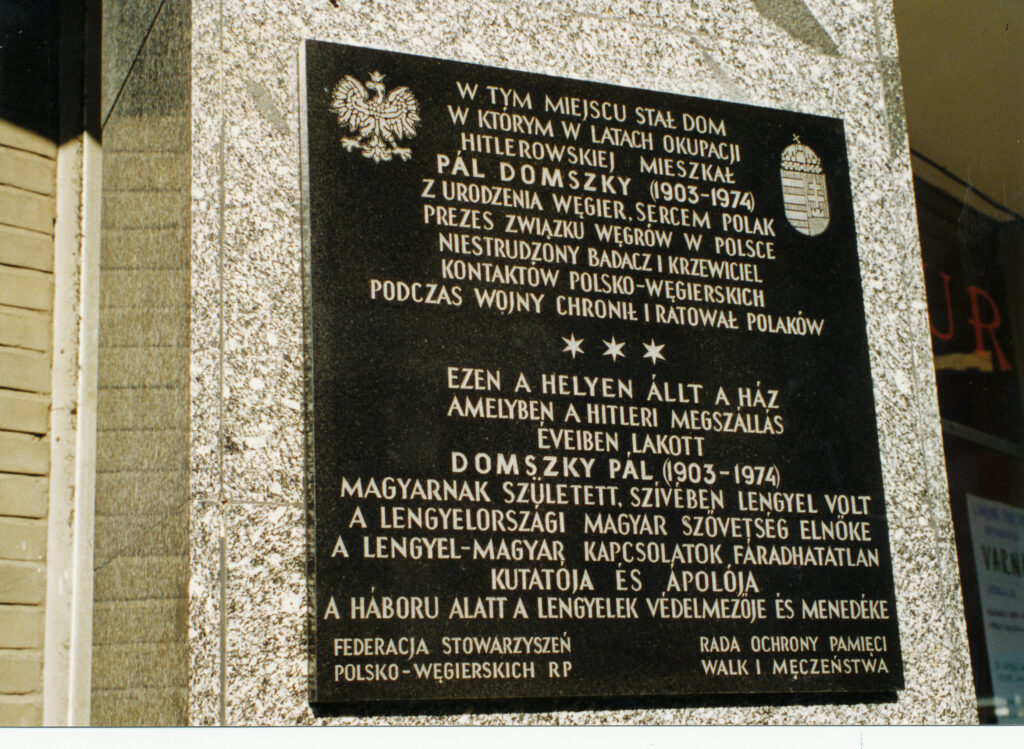 W TYM MIEJSCU STAŁ DOM
W KTÓRYM W LATACH OKUPACJI
HITLEROWSKIEJ MIESZKAŁ
PÁL DOMSZKY (1903-1974)
Z URODZENIA WĘGIER, SERCEM POLAK
PREZES ZWIĄZKU WĘGRÓW W POLSCE
NIESTRUDZONY BADACZ I KRZEWICIEL
KONTAKTÓW POLSKO-WĘGIERSKICH
PODCZAS WOJNY CHRONIŁ I RATOWAŁ POLAKÓW
EZEN A HELYEN ÁLLT A HÁZ
AMELYBEN A HITLERI MEGSZÁLLÁS
ÉVEIBEN LAKOTT
DOMSZKY PÁL (1903-1974)
MAGYARNAK SZÜLETETT, SZÍVÉBEN LENGYEL VOLT
A LENGYELORSZÁGI MAGYAR SZÖVETSÉG ELNÖKE
A LENGYEL-MAGYAR KAPCSOLATOK FÁRADHATATLAN
KUTATÓJA ÉS ÁPOLÓJA
A HÁBORU ALATT A LENGYELEK VÉDELMEZŐJE ÉS MENEDÉKE
FEDERACJA STOWARZYSZEŃ
POLSKO-WĘGIERSKICH RP
RADA OCHRONY PAMIĘCI
WALK I MĘCZEŃSTWA